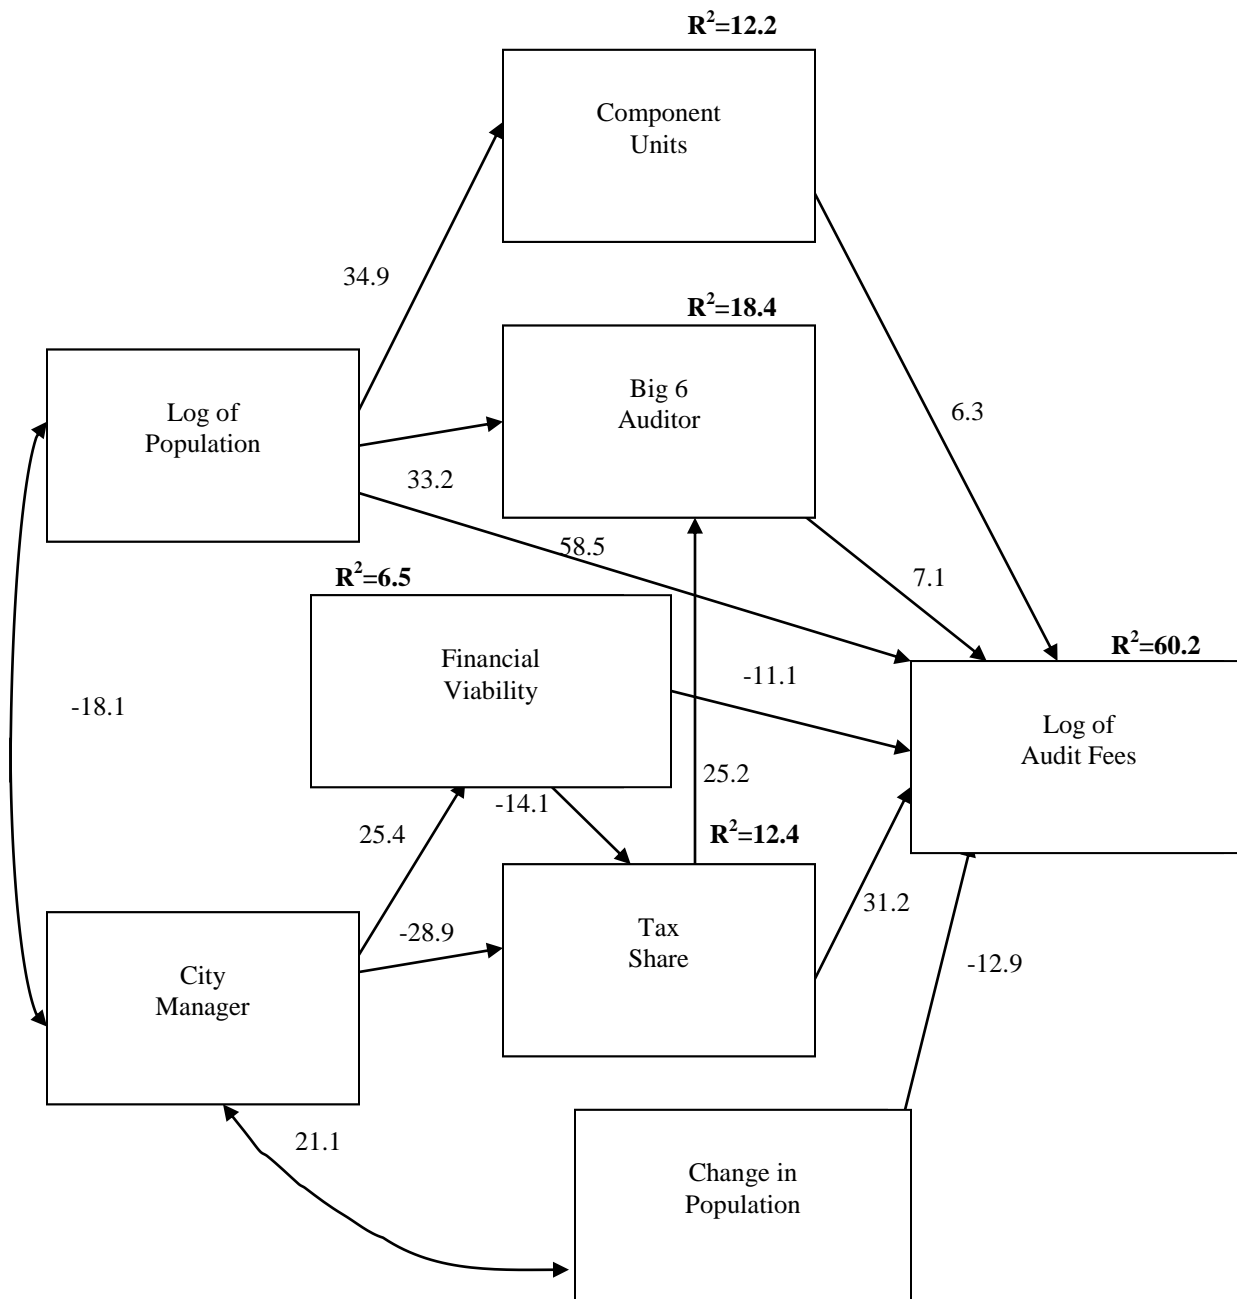 R²=12.2
Component
Units
34.9
R²=18.4
Big 6
Auditor
Log of
Population
6.3
33.2
58.5
7.1
R²=6.5
Financial
Viability
R²=60.2
-11.1
-18.1
Log of
Audit Fees
25.2
-14.1
25.4
R²=12.4
31.2
Tax
Share
-28.9
City
Manager
-12.9
21.1
Change in
Population